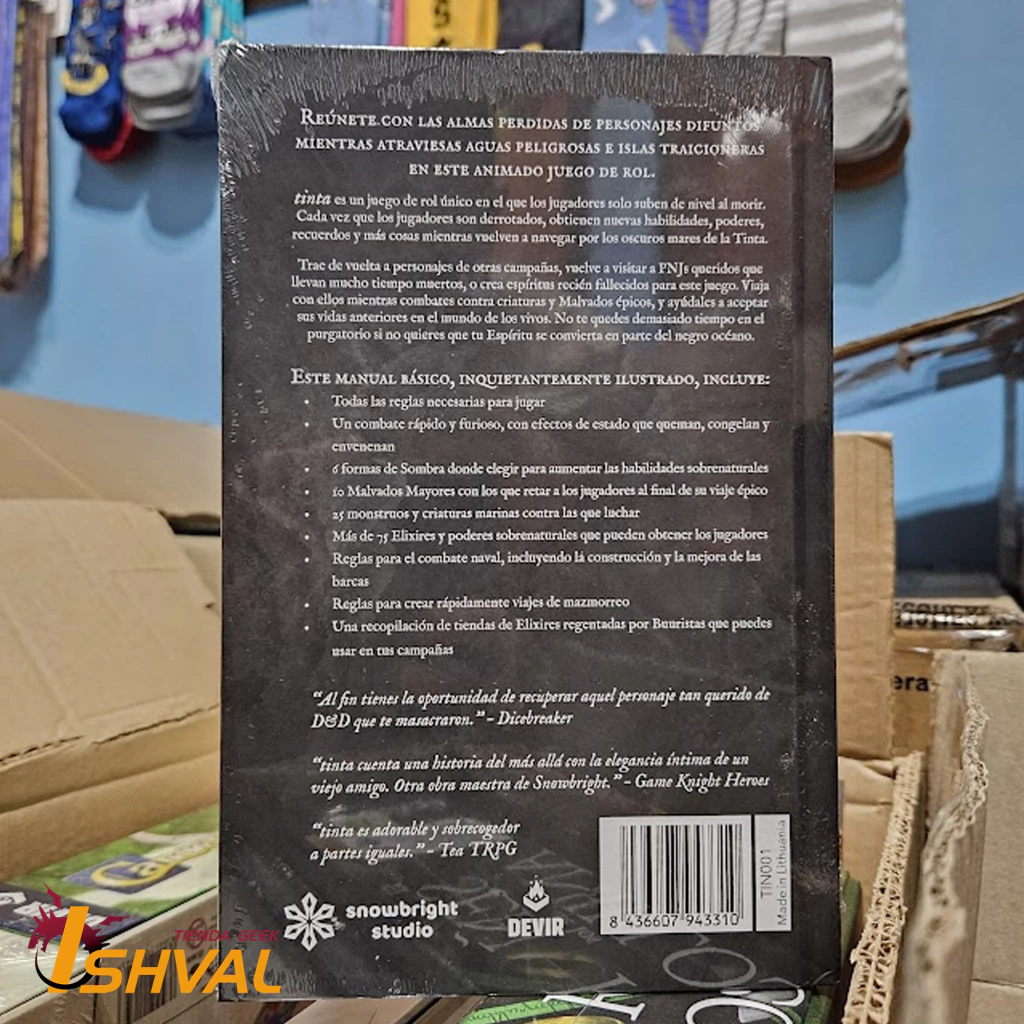 Reúnete con las almas perdidas de personajes difuntos
mientras atraviesas aguas peligrosas e islas traicioneras
en este animado juego de rol.
tinta es un juego de rol único en el que los jugadores solo suben de nivel al morir.
Cada vez que los jugadores son derrotados, obtienen nuevas habilidades, poderes,
recuerdos y más cosas mientras vuelven a navegar por los oscuros mares de la Tinta.
Trae de vuelta a personajes de otras campañas, vuelve a visitar a PNJs queridos que
llevan mucho tiempo muertos, o crea espíritus recién fallecidos para este juego. Viaja
con ellos mientras combates contra criaturas y Malvados épicos, y ayúdales a aceptar
sus vidas anteriores en el mundo de los vivos. No te quedes demasiado tiempo en el
purgatorio si no quieres que tu Espíritu se convierta en parte del negro océano.
Este manual básico, inquietantemente ilustrado, incluye:
• Todas las reglas necesarias para jugar
• Un combate rápido y furioso, con efectos de estado que queman, congelan y
envenenan
• 6 formas de Sombra donde elegir para aumentar las habilidades sobrenaturales
• 10 Malvados Mayores con los que retar a los jugadores al final de su viaje épico
• 25 monstruos y criaturas marinas contra las que luchar
• Más de 75 Elixires y poderes sobrenaturales que pueden obtener los jugadores
• Reglas para el combate naval, incluyendo la construcción y la mejora de las
barcas
• Reglas para crear rápidamente viajes de mazmorreo
• Una recopilación de tiendas de Elixires regentadas por Buuristas que puedes
usar en tus campañas
“Al fin tienes la oportunidad de recuperar aquel personaje tan querido de
D&D que te masacraron.” - Dicebreaker
“tinta cuenta una historia del más allá con la elegancia íntima de un
viejo amigo. Otra obra maestra de Snowbright.” - Game Knight Heroes
“tinta es adorable y sobrecogedor
a partes iguales.” - Tea TRPG
snowbright
studio
DEVIR
8 436607 943310
TIN001
Made in Lithuania
era
TIENDA GEEK
ISHVAL